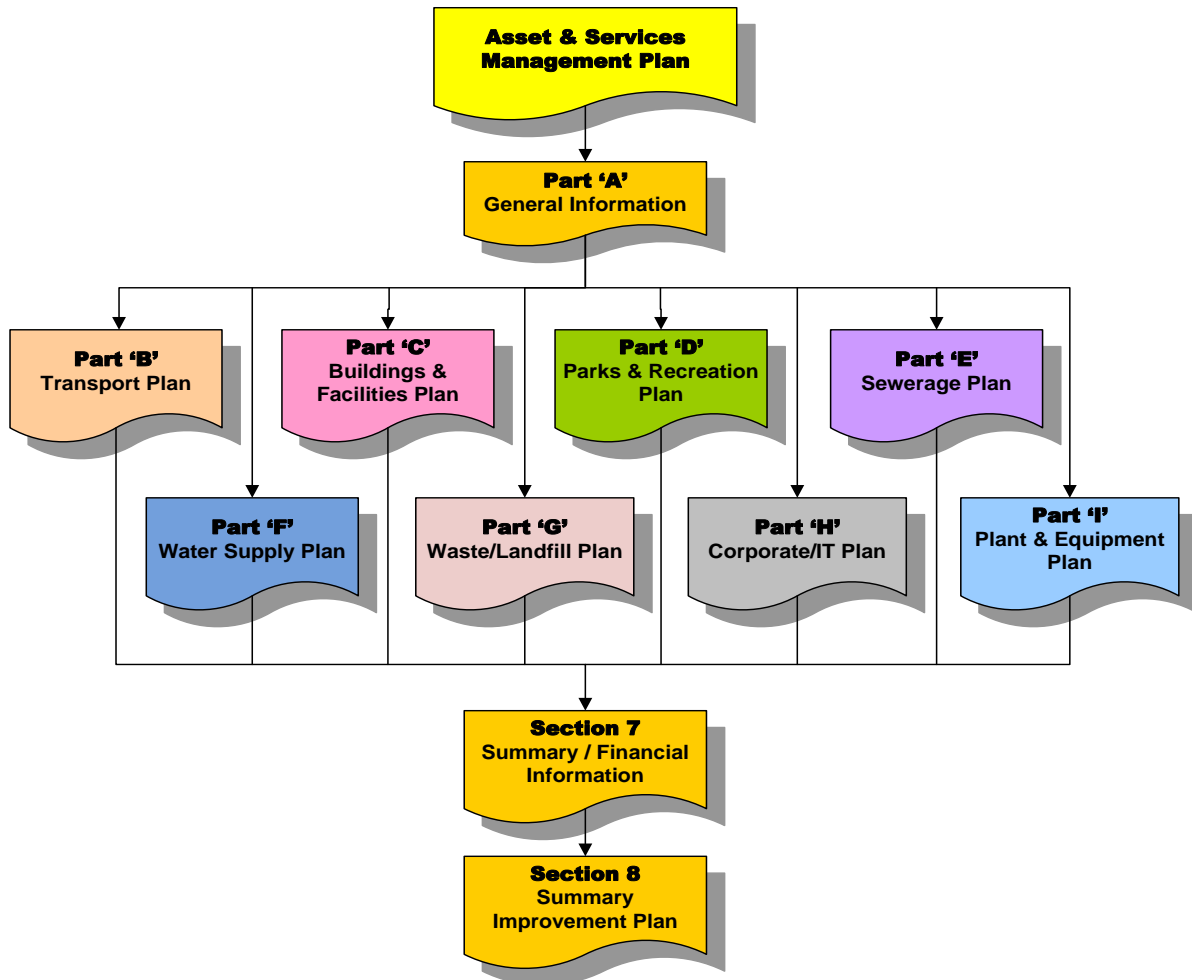 Asset & Services
Management Plan
Part ‘A’
General Information
Part ‘B’
Transport Plan
Part ‘C’
Buildings &
Facilities Plan
Part ‘D’
Parks & Recreation
Plan
Part ‘E’
Sewerage Plan
Part ‘F’
Water Supply Plan
Part ‘G’
Waste/Landfill Plan
Part ‘H’
Corporate/IT Plan
Part ‘I’
Plant & Equipment
Plan
Section 7
Summary / Financial
Information
Section 8
Summary
Improvement Plan